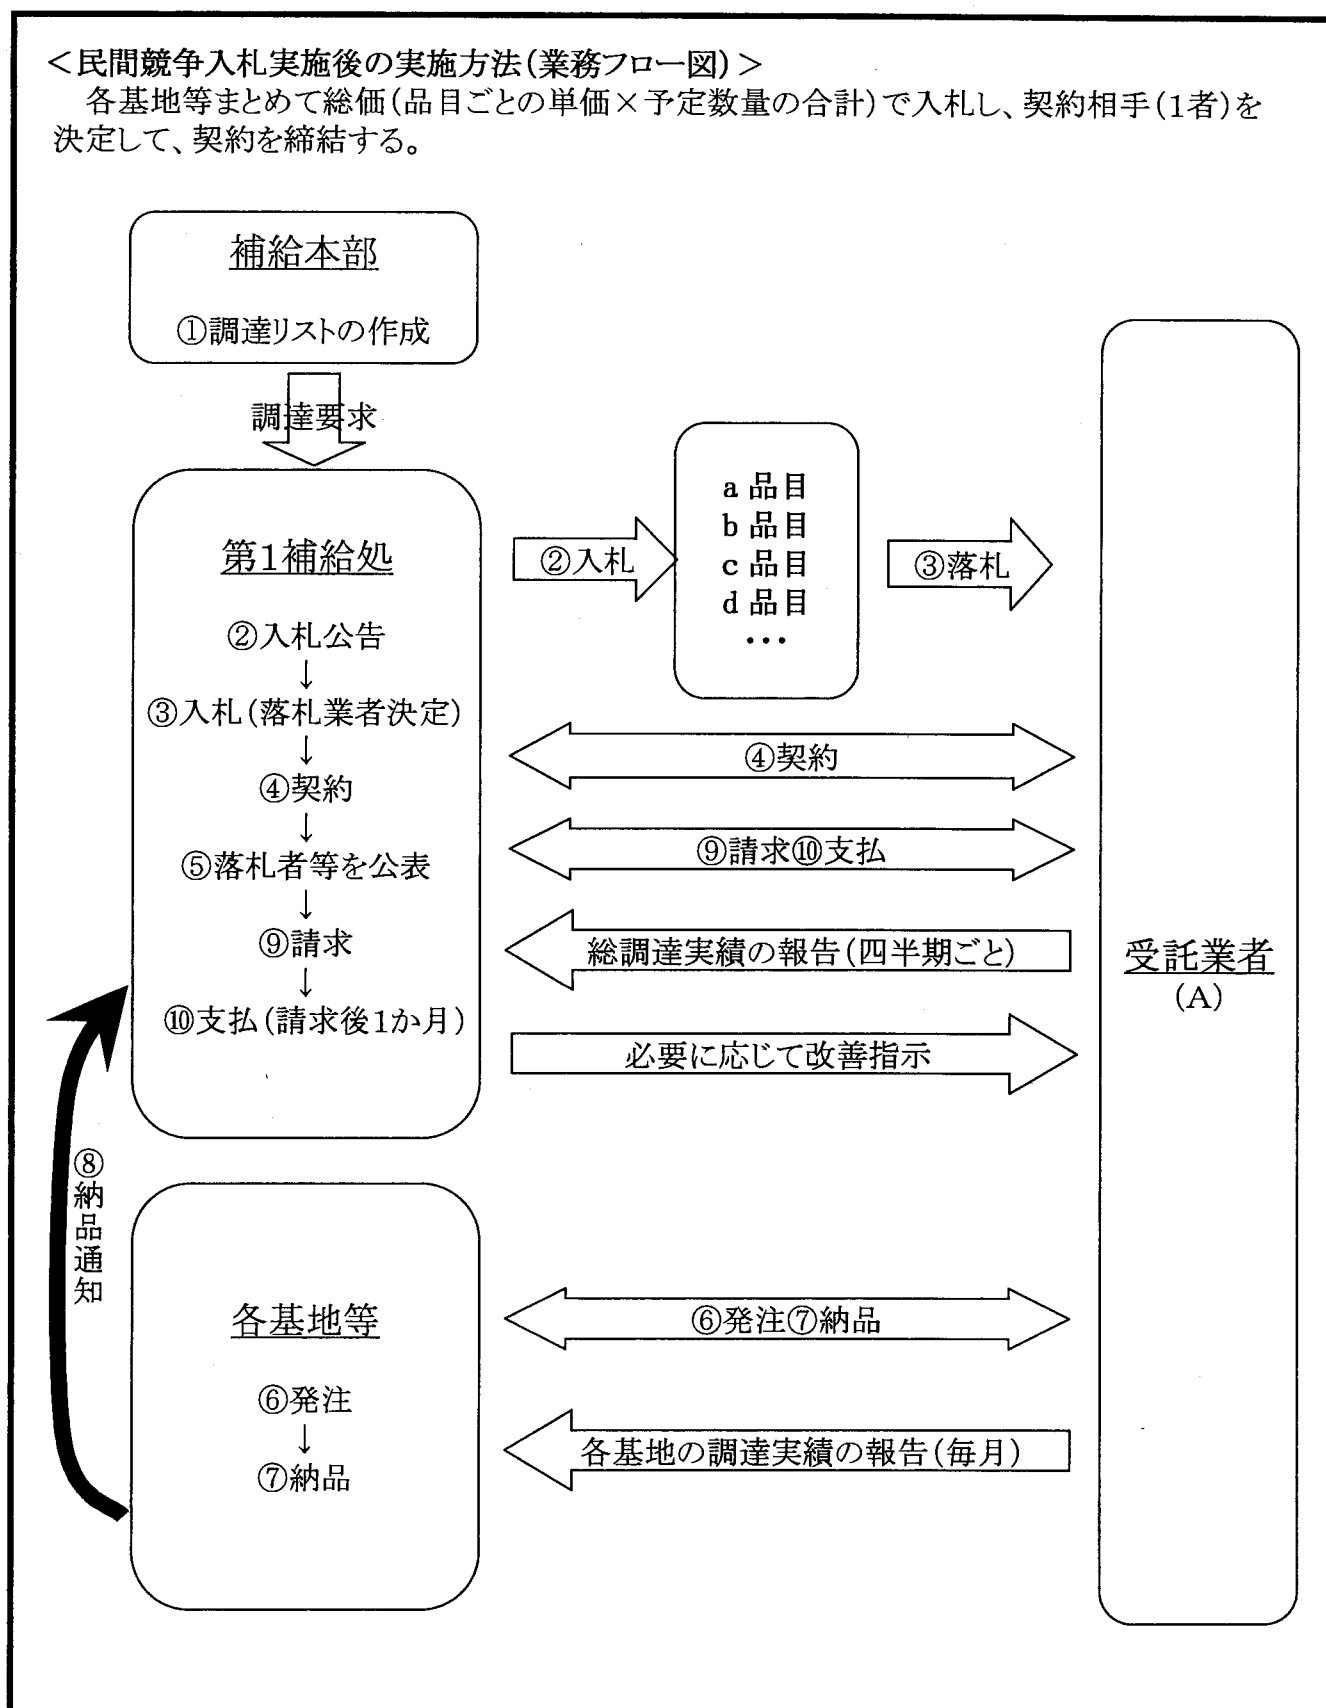 ＜民間競争入札実施後の実施方法(業務フロー図)＞
各基地等まとめて総価(品目ごとの単価×予定数量の合計)で入札し、契約相手(1者)を
決定して、契約を締結する。
補給本部
①調達リストの作成
調達要求
第1補給処
②入札公告
↓
③入札(落札業者決定)
↓
④契約
↓
⑤落札者等を公表
↓
⑨請求
↓
⑩支払(請求後1か月)
②入札
a 品目
b 品目
c 品目
d 品目
・・・
③落札
④契約
⑨請求⑩支払
総調達実績の報告(四半期ごと)
必要に応じて改善指示
受託業者
(A)
⑧納品通知
各基地等
⑥発注
↓
⑦納品
⑥発注⑦納品
各基地の調達実績の報告(毎月)